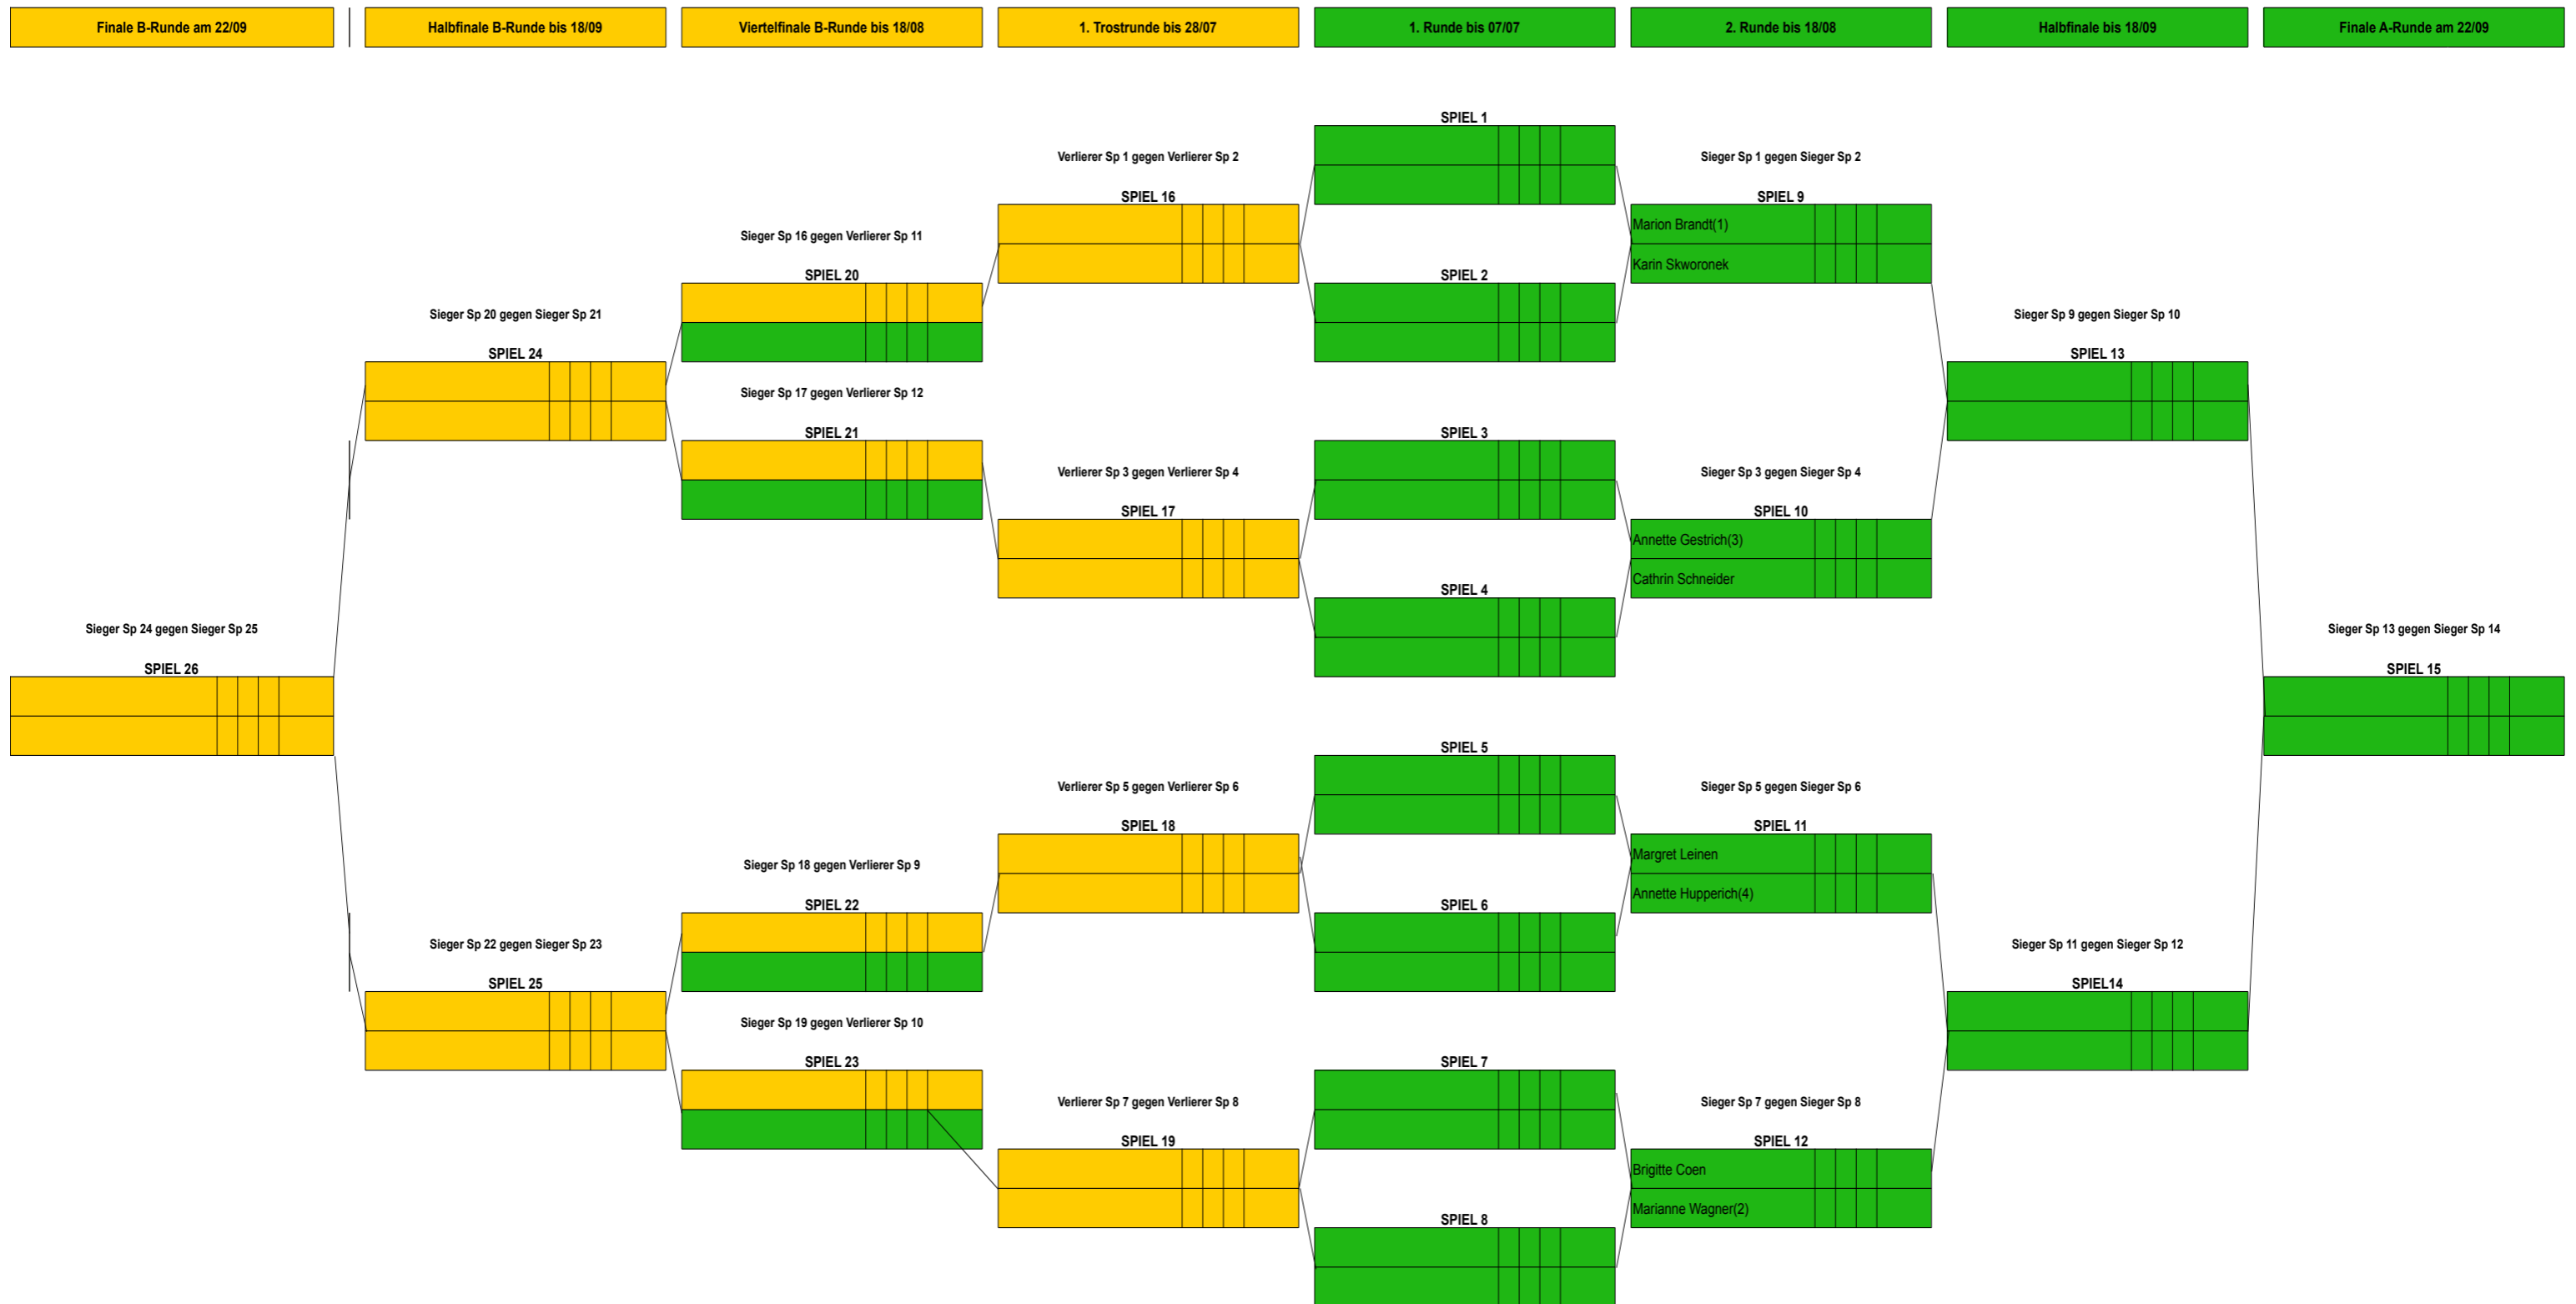 Finale B-Runde am 22/09
Halbfinale B-Runde bis 18/09
Viertelfinale B-Runde bis 18/08
1. Trostrunde bis 28/07
1. Runde bis 07/07
2. Runde bis 18/08
Halbfinale bis 18/09
Finale A-Runde am 22/09
SPIEL 1
Verlierer Sp 1 gegen Verlierer Sp 2
Sieger Sp 1 gegen Sieger Sp 2
SPIEL 16
SPIEL 9
Marion Brandt(1)
Sieger Sp 16 gegen Verlierer Sp 11
Karin Skworonek
SPIEL 20
SPIEL 2
Sieger Sp 20 gegen Sieger Sp 21
Sieger Sp 9 gegen Sieger Sp 10
SPIEL 24
SPIEL 13
Sieger Sp 17 gegen Verlierer Sp 12
SPIEL 21
SPIEL 3
Verlierer Sp 3 gegen Verlierer Sp 4
Sieger Sp 3 gegen Sieger Sp 4
SPIEL 17
SPIEL 10
Annette Gestrich(3)
Cathrin Schneider
SPIEL 4
Sieger Sp 24 gegen Sieger Sp 25
Sieger Sp 13 gegen Sieger Sp 14
SPIEL 26
SPIEL 15
SPIEL 5
Verlierer Sp 5 gegen Verlierer Sp 6
Sieger Sp 5 gegen Sieger Sp 6
SPIEL 18
SPIEL 11
Margret Leinen
Sieger Sp 18 gegen Verlierer Sp 9
Annette Hupperich(4)
SPIEL 22
SPIEL 6
Sieger Sp 22 gegen Sieger Sp 23
Sieger Sp 11 gegen Sieger Sp 12
SPIEL 25
SPIEL14
Sieger Sp 19 gegen Verlierer Sp 10
SPIEL 23
SPIEL 7
Verlierer Sp 7 gegen Verlierer Sp 8
Sieger Sp 7 gegen Sieger Sp 8
SPIEL 19
SPIEL 12
Brigitte Coen
Marianne Wagner(2)
SPIEL 8